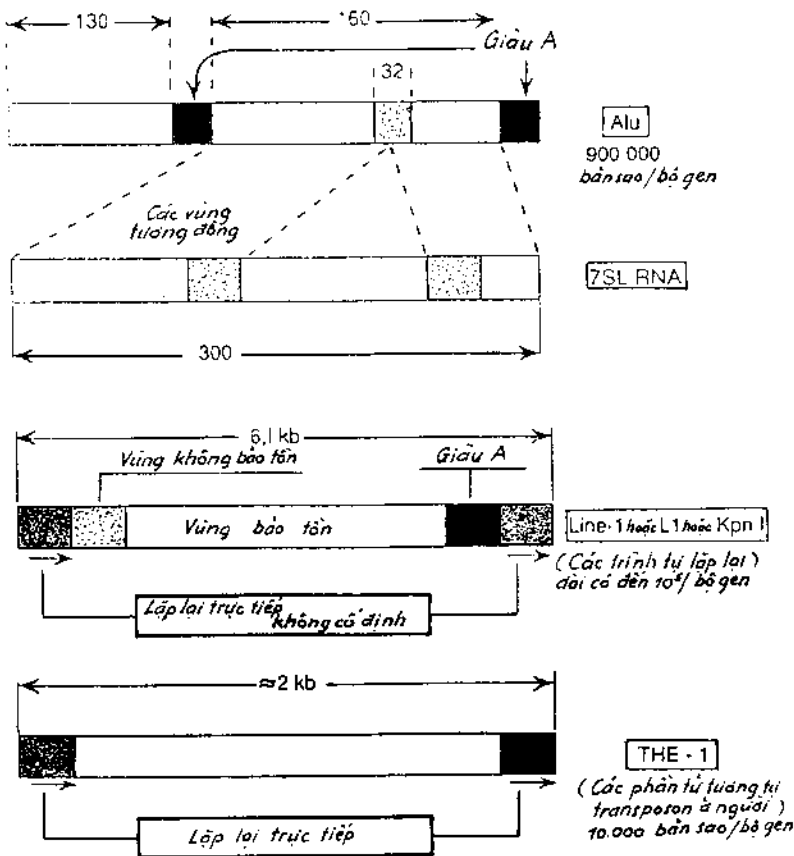 130
160
Giàu A
32
Alu
900 000
bản sao/bộ gen
Các vùng
tương đồng
7SL RNA
300
6,1 kb
Vùng không bảo tồn
Giàu A
Vùng bảo tồn
Line-1 hoặc L1 hoặc Kpn I
(Các trình tự lặp lại)
dài có đến 10⁵/bộ gen
Lặp lại trực tiếp
không cố định
≈2 kb
THE - 1
(Các phần tử tương tự
transposon ở người)
10.000 bản sao/bộ gen
Lặp lại trực tiếp